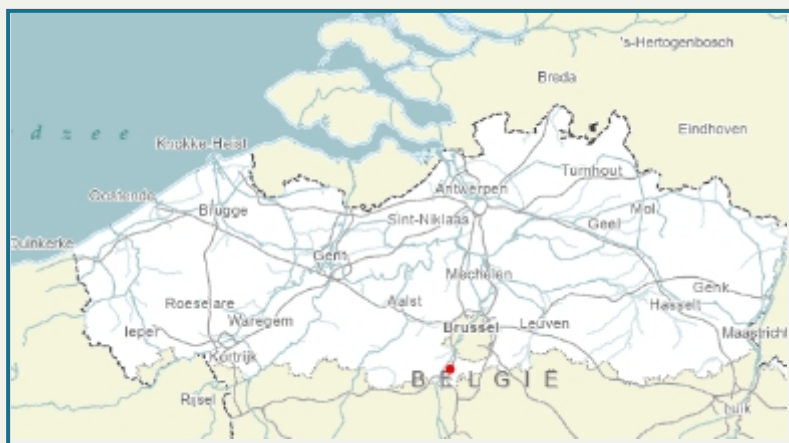 's-Hertogenbosch
Breda
d z e e
Eindhoven
Knokke-Heist
Turnhout
Antwerpen
Oostende
Brugge
Mol
Sint-Niklaas
Geel
Duinkerke
Gent
Mechelen
Genk
Roeselare
Aalst
Hasselt
Waregem
Brussel
Leuven
Ieper
Maastricht
Kortrijk
BELGIË
Rijsel
Luik